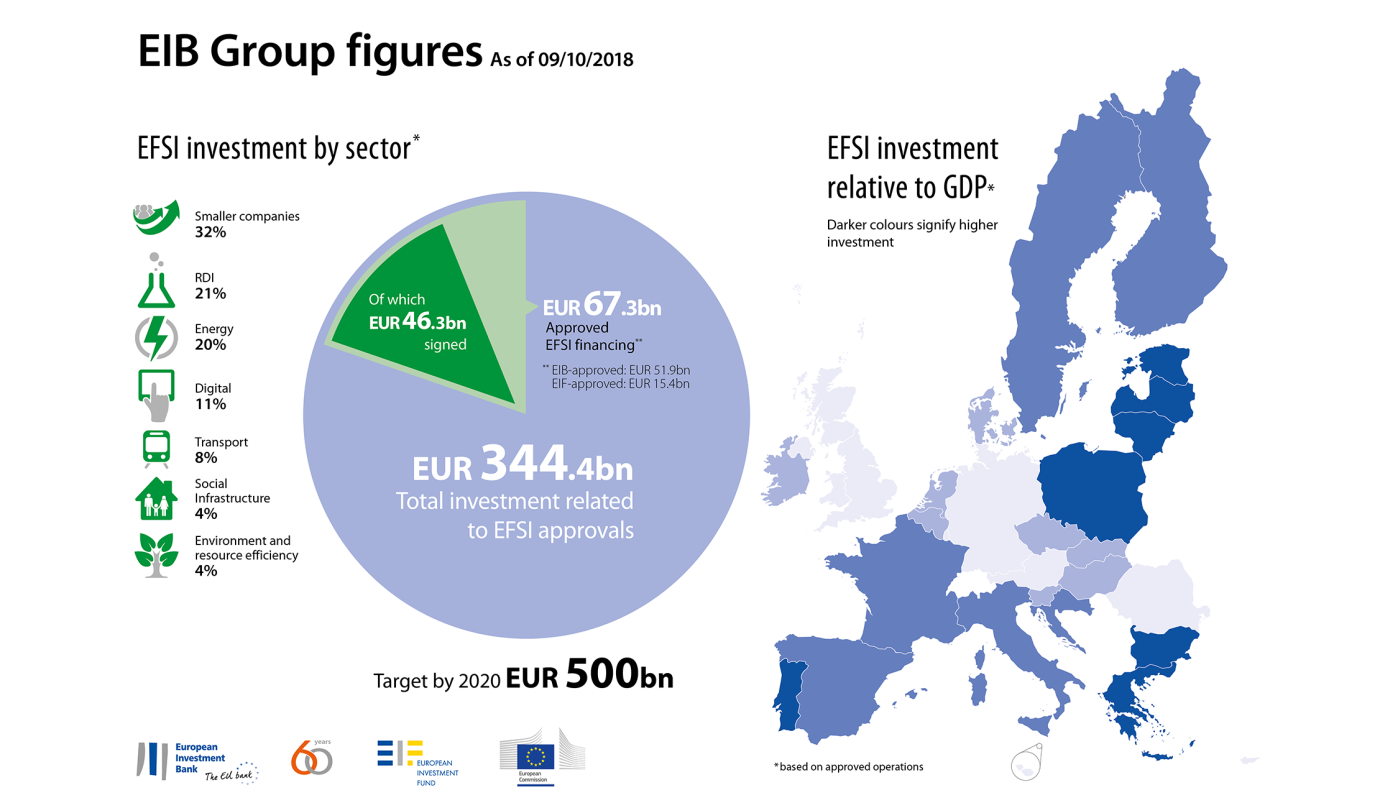 EIB Group figures As of 09/10/2018
EFSI investment by sector*
Smaller companies
32%
RDI
21%
Energy
20%
Digital
11%
Transport
8%
Social
Infrastructure
4%
Environment and
resource efficiency
4%
Of which
EUR 46.3bn
signed
EUR 67.3bn
Approved
EFSI financing**
** EIB-approved: EUR 51.9bn
EIF-approved: EUR 15.4bn
EUR 344.4bn
Total investment related
to EFSI approvals
Target by 2020 EUR 500bn
EFSI investment
relative to GDP*
Darker colours signify higher
investment
*based on approved operations
European
Investment
Bank
The EU bank
60 years
EIF
EUROPEAN
INVESTMENT
FUND
European
Commission